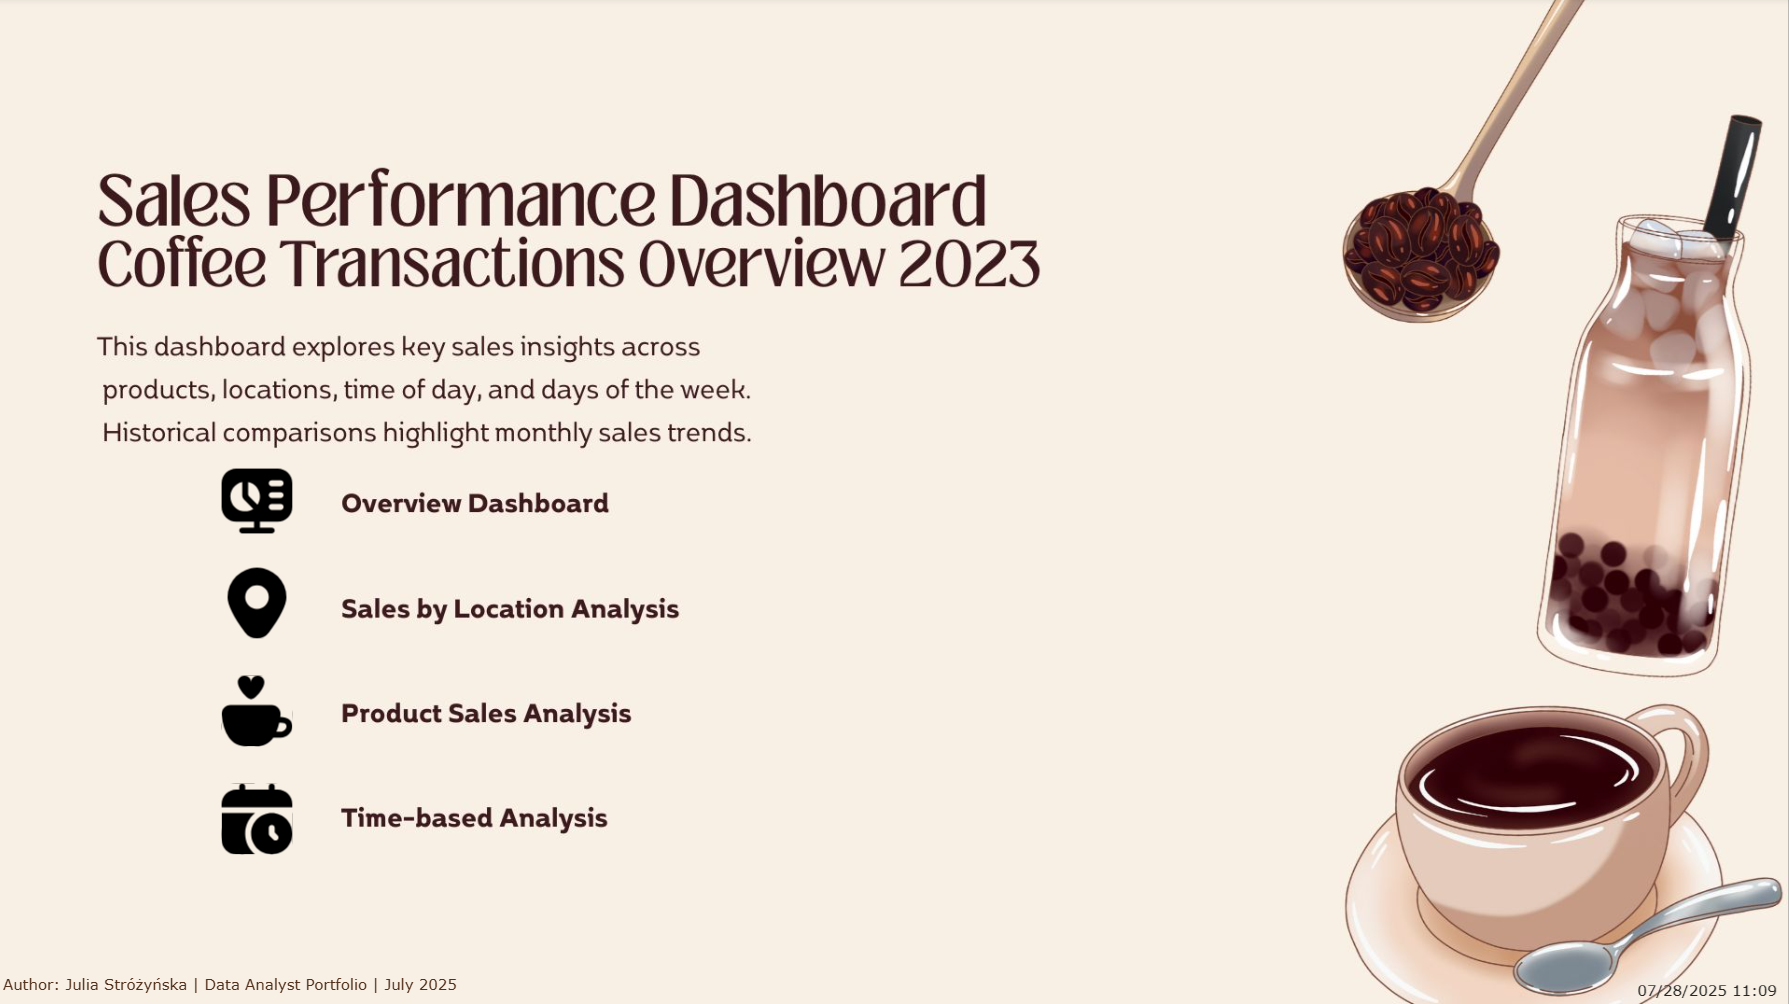 Sales Performance Dashboard
Coffee Transactions Overview 2023
This dashboard explores key sales insights across
products, locations, time of day, and days of the week.
Historical comparisons highlight monthly sales trends.
Overview Dashboard
Sales by Location Analysis
Product Sales Analysis
Time-based Analysis
Author: Julia Stróżyńska | Data Analyst Portfolio | July 2025
07/28/2025 11:09